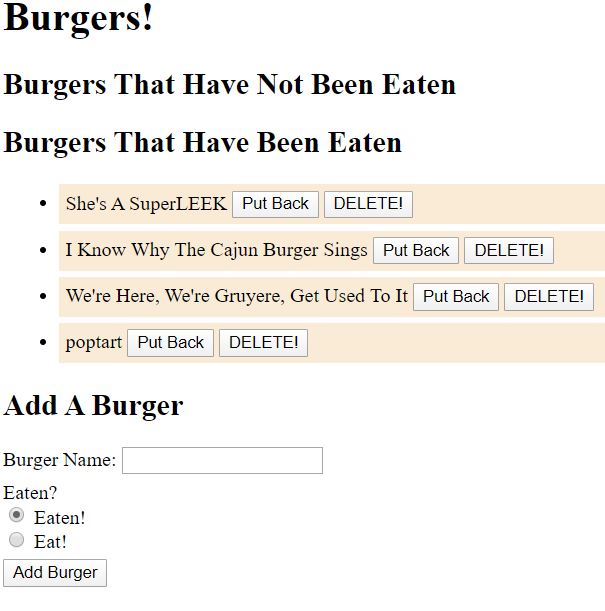 Burgers!
Burgers That Have Not Been Eaten
Burgers That Have Been Eaten
She's A SuperLEEK Put Back DELETE!
I Know Why The Cajun Burger Sings Put Back DELETE!
We're Here, We're Gruyere, Get Used To It Put Back DELETE!
poptart Put Back DELETE!
Add A Burger
Burger Name:
Eaten?
Eaten!
Eat!
Add Burger